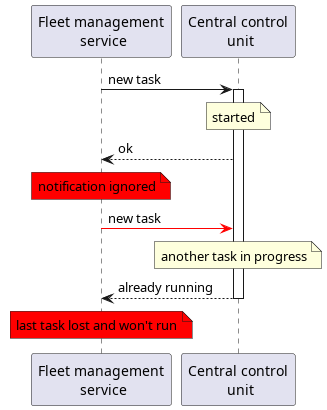 Fleet management
service
Central control
unit
new task
started
ok
notification ignored
new task
another task in progress
already running
last task lost and won't run
Fleet management
service
Central control
unit